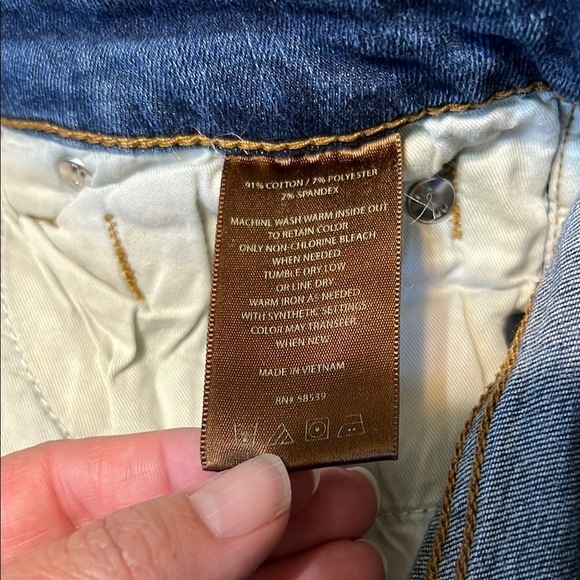 91% COTTON / 7% POLYESTER
2% SPANDEX
MACHINE WASH WARM INSIDE OUT
TO RETAIN COLOR
ONLY NON-CHLORINE BLEACH
WHEN NEEDED
TUMBLE DRY LOW
OR LINE DRY
WARM IRON AS NEEDED
WITH SYNTHETIC SETTINGS
COLOR MAY TRANSFER
WHEN NEW
MADE IN VIETNAM
RN# 58539